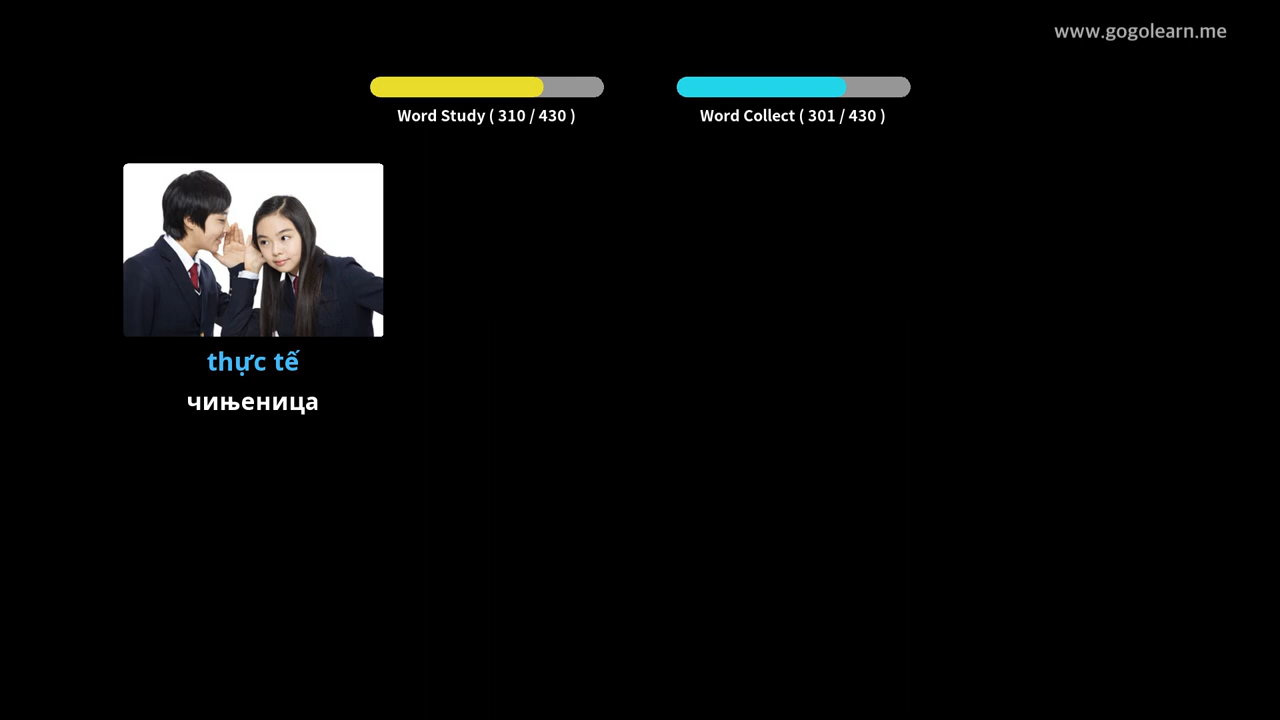 www.gogolearn.me
Word Study ( 310 / 430 )
Word Collect ( 301 / 430 )
thực tế
чињеница